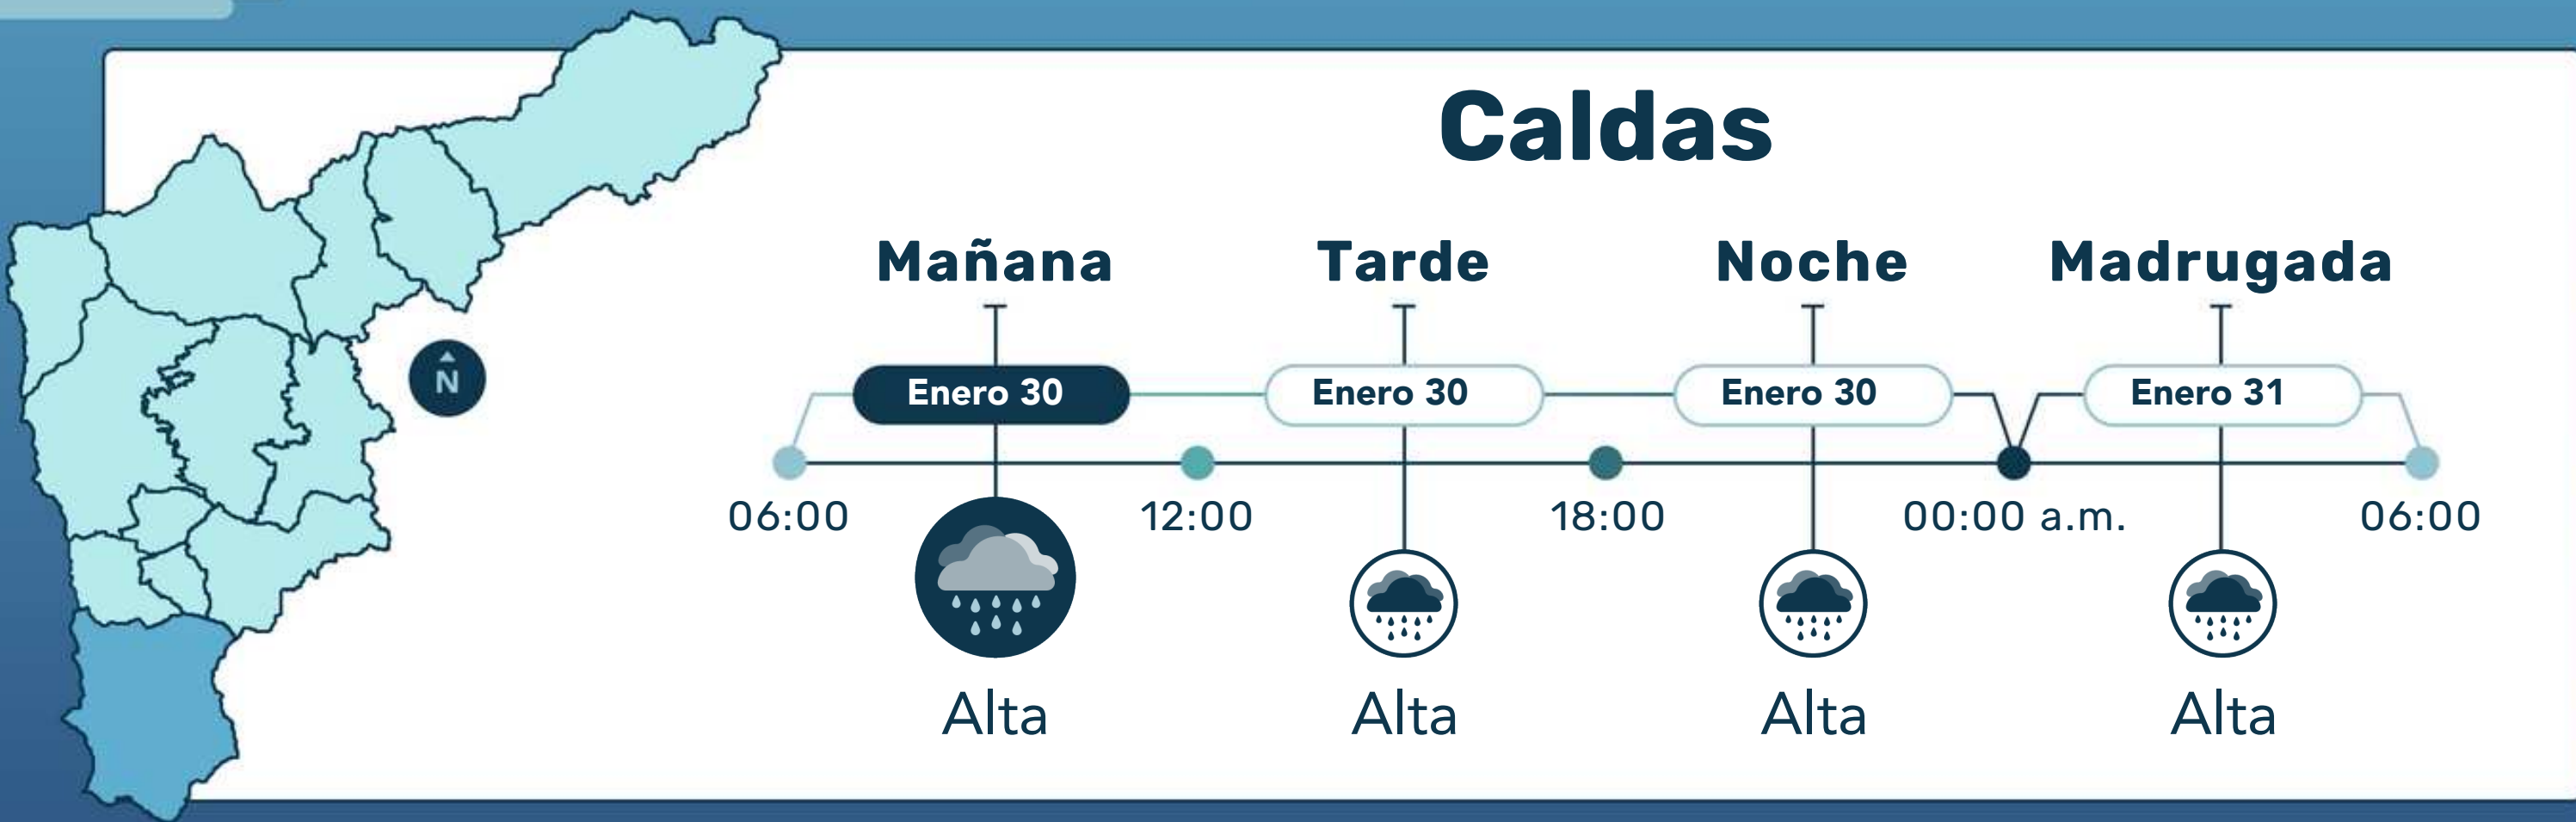 Caldas
Mañana Tarde Noche Madrugada
Enero 30 Enero 30 Enero 30 Enero 31
N
06:00 12:00 18:00 00:00 a.m. 06:00
Alta Alta Alta Alta